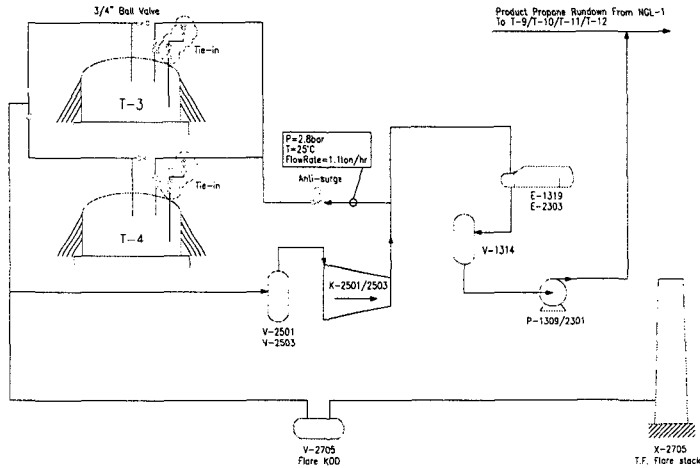 3/4" Ball Valve
Product Propane Rundown From NGL-1
To T-9/T-10/T-11/T-12
Tie-in
T-3
P=2.8bar
T=25°C
FlowRate=1.1ton/hr
Anti-surge
E-1319
E-2303
Tie-in
T-4
V-1314
K-2501/2503
P-1309/2301
V-2501
V-2503
V-2705
Flare KOD
X-2705
T.F. Flare stack